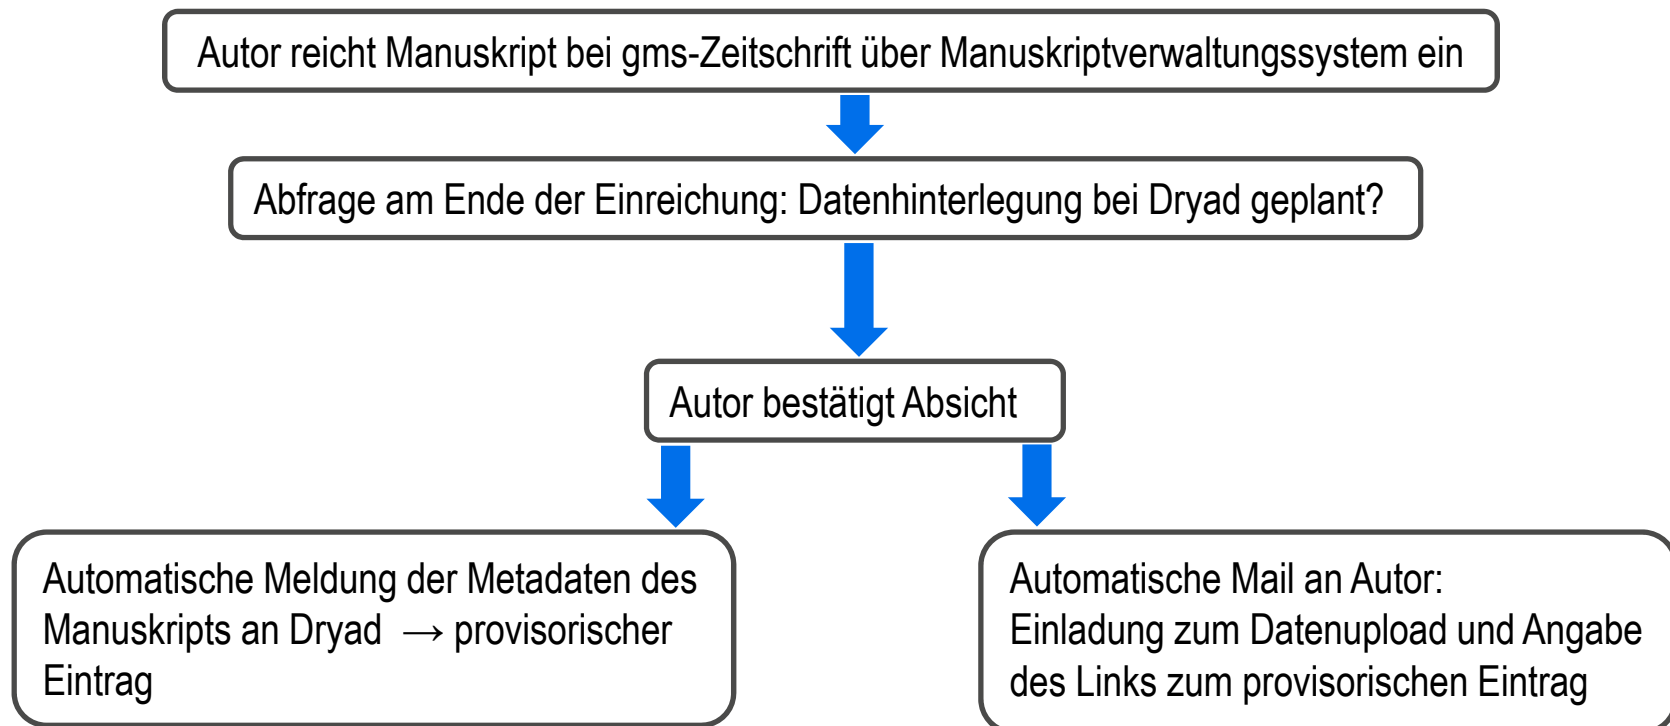 Autor reicht Manuskript bei gms-Zeitschrift über Manuskriptverwaltungssystem ein
Abfrage am Ende der Einreichung: Datenhinterlegung bei Dryad geplant?
Autor bestätigt Absicht
Automatische Meldung der Metadaten des
Manuskripts an Dryad → provisorischer
Eintrag
Automatische Mail an Autor:
Einladung zum Datenupload und Angabe
des Links zum provisorischen Eintrag